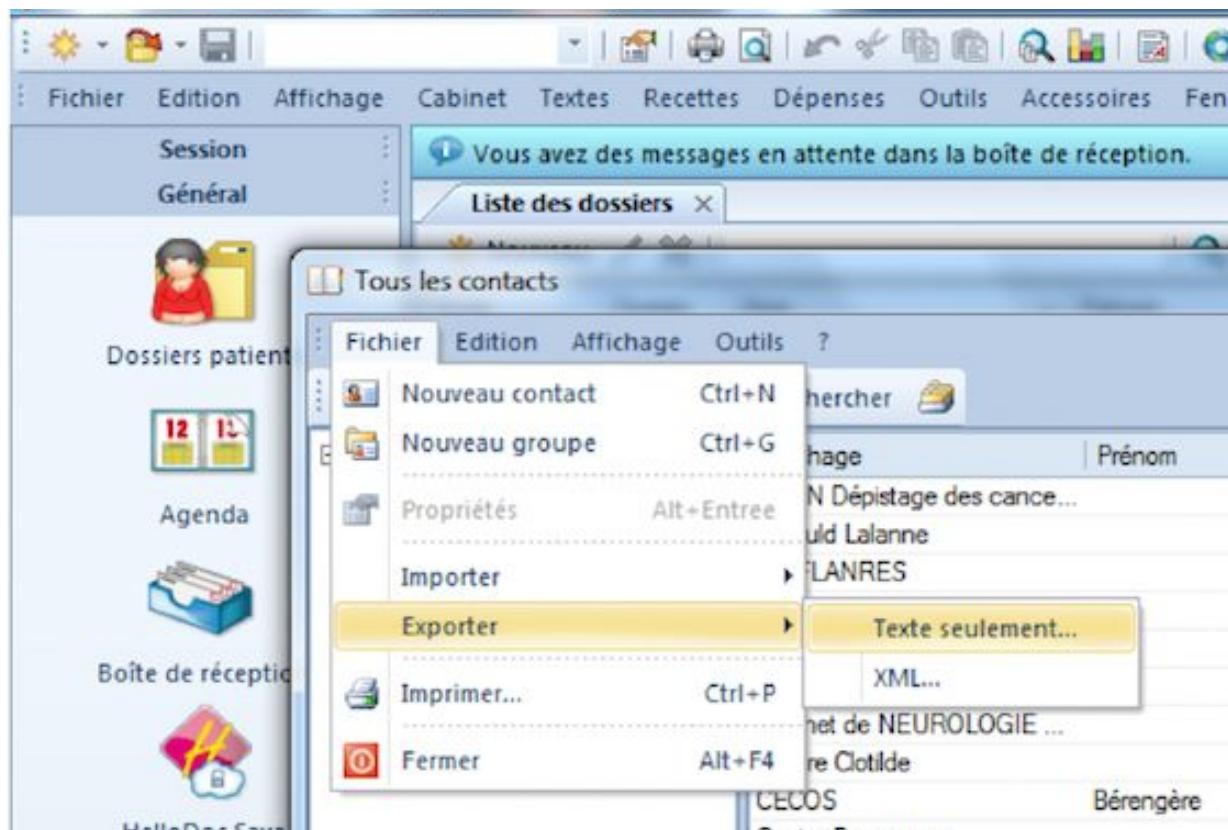 Fichier Edition Affichage Cabinet Textes Recettes Dépenses Outils Accessoires
Session
Général
Vous avez des messages en attente dans la boîte de réception.
Liste des dossiers
Tous les contacts
Fichier Edition Affichage Outils ?
Dossiers patient
Nouveau contact Ctrl+N
hercher
Nouveau groupe Ctrl+G
hage Prénom
12
Agenda
Propriétés Alt+Entree
N Dépistage des cance...
uld Lalanne
Importer
FLANRES
Exporter
Texte seulement...
XML...
Boîte de réceptio
Imprimer... Ctrl+P
net de NEUROLOGIE ...
Fermer Alt+F4
re Clotilde
CECOS Bérengère